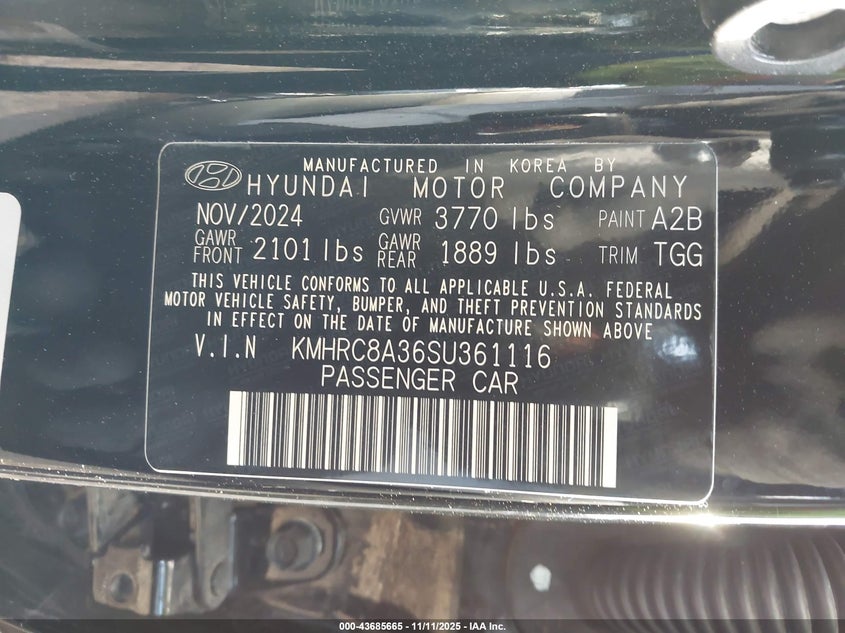 MANUFACTURED IN KOREA BY
HYUNDAI MOTOR COMPANY
NOV/2024 GVWR 3770 lbs PAINT A2B
GAWR FRONT 2101 lbs GAWR REAR 1889 lbs TRIM TGG
THIS VEHICLE CONFORMS TO ALL APPLICABLE U.S.A. FEDERAL
MOTOR VEHICLE SAFETY, BUMPER, AND THEFT PREVENTION STANDARDS
IN EFFECT ON THE DATE OF MANUFACTURE SHOWN ABOVE
V.I.N KMHRC8A36SU361116
PASSENGER CAR
000-43685665 - 11/11/2025 - IAA Inc.